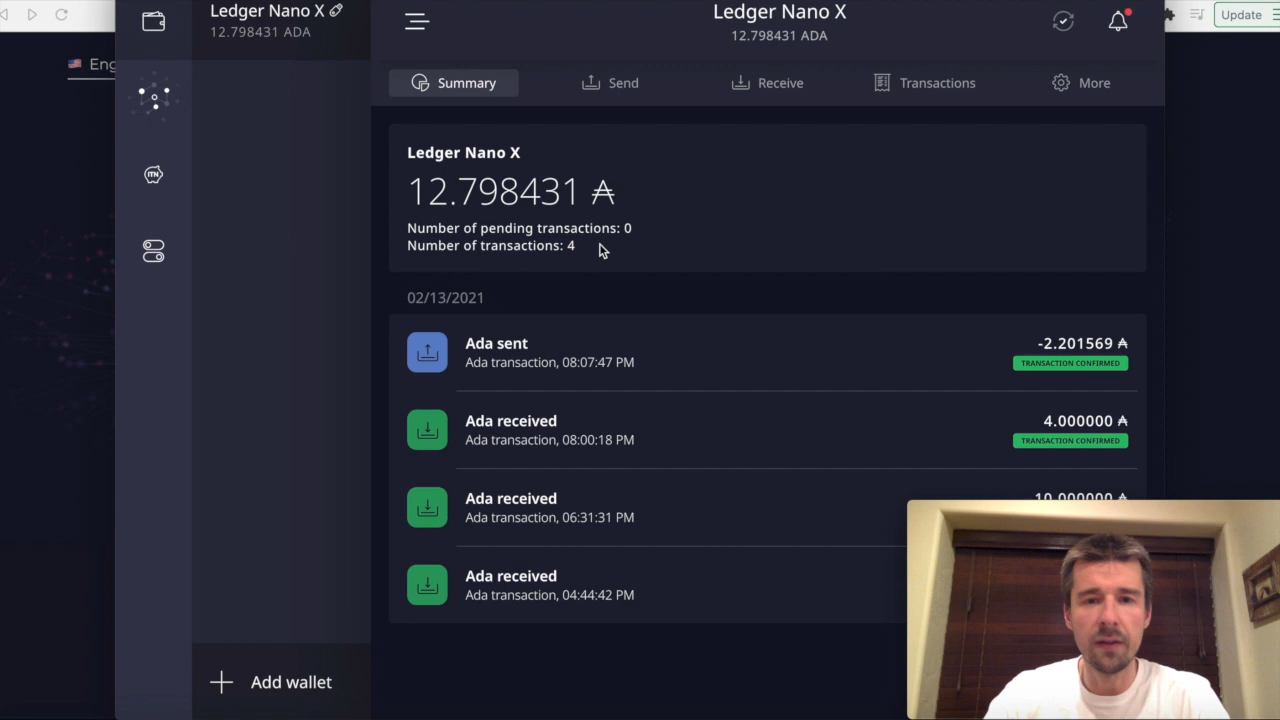 Ledger Nano X
12.798431 ADA
Ledger Nano X
12.798431 ADA
Update
Eng
Summary
Send
Receive
Transactions
More
Ledger Nano X
12.798431 ₳
Number of pending transactions: 0
Number of transactions: 4
ITN
02/13/2021
Ada sent
-2.201569 ₳
Ada transaction, 08:07:47 PM
TRANSACTION CONFIRMED
Ada received
4.000000 ₳
Ada transaction, 08:00:18 PM
TRANSACTION CONFIRMED
Ada received
10.000000 ₳
Ada transaction, 06:31:31 PM
Ada received
Ada transaction, 04:44:42 PM
Add wallet